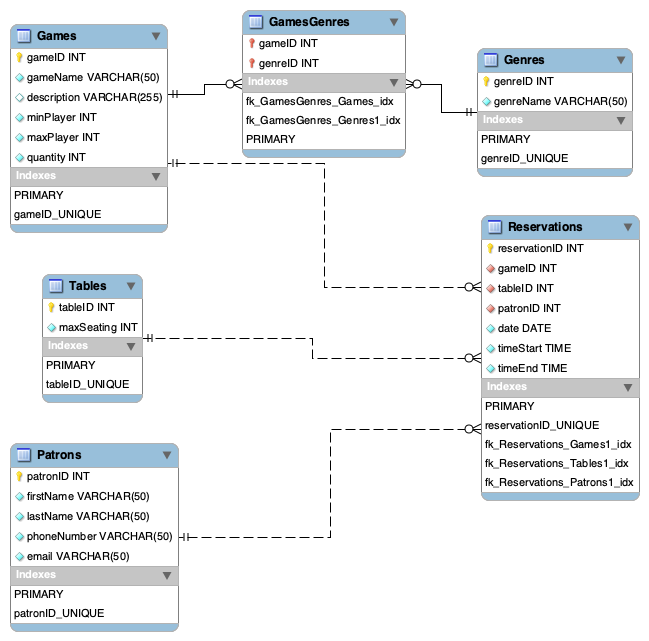 Games
gameID INT
gameName VARCHAR(50)
description VARCHAR(255)
minPlayer INT
maxPlayer INT
quantity INT
Indexes
PRIMARY
gameID_UNIQUE
GamesGenres
gameID INT
genreID INT
Indexes
fk_GamesGenres_Games_idx
fk_GamesGenres_Genres1_idx
PRIMARY
Genres
genreID INT
genreName VARCHAR(50)
Indexes
PRIMARY
genreID_UNIQUE
Reservations
reservationID INT
gameID INT
tableID INT
patronID INT
date DATE
timeStart TIME
timeEnd TIME
Indexes
PRIMARY
reservationID_UNIQUE
fk_Reservations_Games1_idx
fk_Reservations_Tables1_idx
fk_Reservations_Patrons1_idx
Tables
tableID INT
maxSeating INT
Indexes
PRIMARY
tableID_UNIQUE
Patrons
patronID INT
firstName VARCHAR(50)
lastName VARCHAR(50)
phoneNumber VARCHAR(50)
email VARCHAR(50)
Indexes
PRIMARY
patronID_UNIQUE